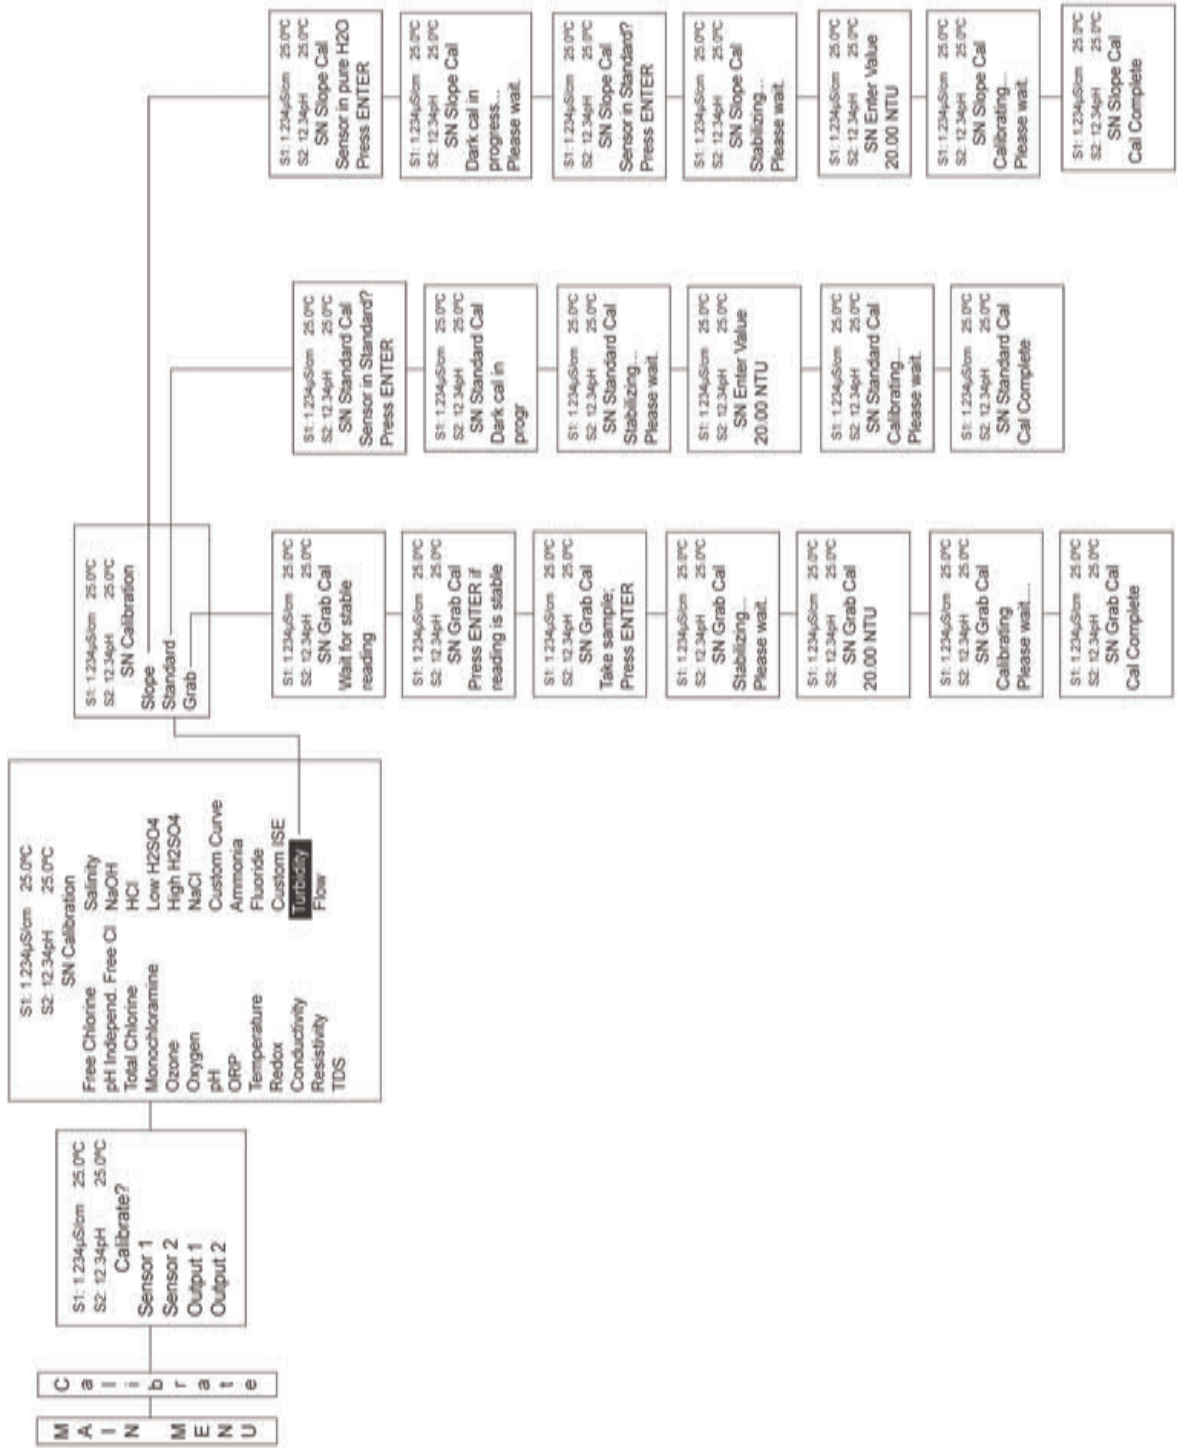 MAIN MENU
Calibrate
S1: 1.234µS/cm 25.0ºC
S2: 12.34pH 25.0ºC
Calibrate?
Sensor 1
Sensor 2
Output 1
Output 2
S1: 1.234µS/cm 25.0ºC
S2: 12.34pH 25.0ºC
SN Calibration
Free Chlorine Salinity
pH Independ. Free Cl NaOH
Total Chlorine HCl
Monochloramine Low H2SO4
Ozone High H2SO4
Oxygen NaCl
pH Custom Curve
ORP Ammonia
Temperature Fluoride
Redox Custom ISE
Conductivity Turbidity
Resistivity Flow
TDS
S1: 1.234µS/cm 25.0ºC
S2: 12.34pH 25.0ºC
SN Calibration
Slope
Standard
Grab
S1: 1.234µS/cm 25.0ºC
S2: 12.34pH 25.0ºC
SN Grab Cal
Wait for stable
reading
S1: 1.234µS/cm 25.0ºC
S2: 12.34pH 25.0ºC
SN Grab Cal
Press ENTER if
reading is stable
S1: 1.234µS/cm 25.0ºC
S2: 12.34pH 25.0ºC
SN Grab Cal
Take sample;
Press ENTER
S1: 1.234µS/cm 25.0ºC
S2: 12.34pH 25.0ºC
SN Grab Cal
Stabilizing...
Please wait.
S1: 1.234µS/cm 25.0ºC
S2: 12.34pH 25.0ºC
SN Grab Cal
20.00 NTU
S1: 1.234µS/cm 25.0ºC
S2: 12.34pH 25.0ºC
SN Grab Cal
Calibrating
Please wait....
S1: 1.234µS/cm 25.0ºC
S2: 12.34pH 25.0ºC
SN Grab Cal
Cal Complete
S1: 1.234µS/cm 25.0ºC
S2: 12.34pH 25.0ºC
SN Standard Cal
Sensor in Standard?
Press ENTER
S1: 1.234µS/cm 25.0ºC
S2: 12.34pH 25.0ºC
SN Standard Cal
Dark cal in
progr
S1: 1.234µS/cm 25.0ºC
S2: 12.34pH 25.0ºC
SN Standard Cal
Stabilizing...
Please wait.
S1: 1.234µS/cm 25.0ºC
S2: 12.34pH 25.0ºC
SN Enter Value
20.00 NTU
S1: 1.234µS/cm 25.0ºC
S2: 12.34pH 25.0ºC
SN Standard Cal
Calibrating...
Please wait.
S1: 1.234µS/cm 25.0ºC
S2: 12.34pH 25.0ºC
SN Standard Cal
Cal Complete
S1: 1.234µS/cm 25.0ºC
S2: 12.34pH 25.0ºC
SN Slope Cal
Sensor in pure H2O
Press ENTER
S1: 1.234µS/cm 25.0ºC
S2: 12.34pH 25.0ºC
SN Slope Cal
Dark cal in
progress...
Please wait.
S1: 1.234µS/cm 25.0ºC
S2: 12.34pH 25.0ºC
SN Slope Cal
Sensor in Standard?
Press ENTER
S1: 1.234µS/cm 25.0ºC
S2: 12.34pH 25.0ºC
SN Slope Cal
Stabilizing...
Please wait.
S1: 1.234µS/cm 25.0ºC
S2: 12.34pH 25.0ºC
SN Enter Value
20.00 NTU
S1: 1.234µS/cm 25.0ºC
S2: 12.34pH 25.0ºC
SN Slope Cal
Calibrating...
Please wait.
S1: 1.234µS/cm 25.0ºC
S2: 12.34pH 25.0ºC
SN Slope Cal
Cal Complete